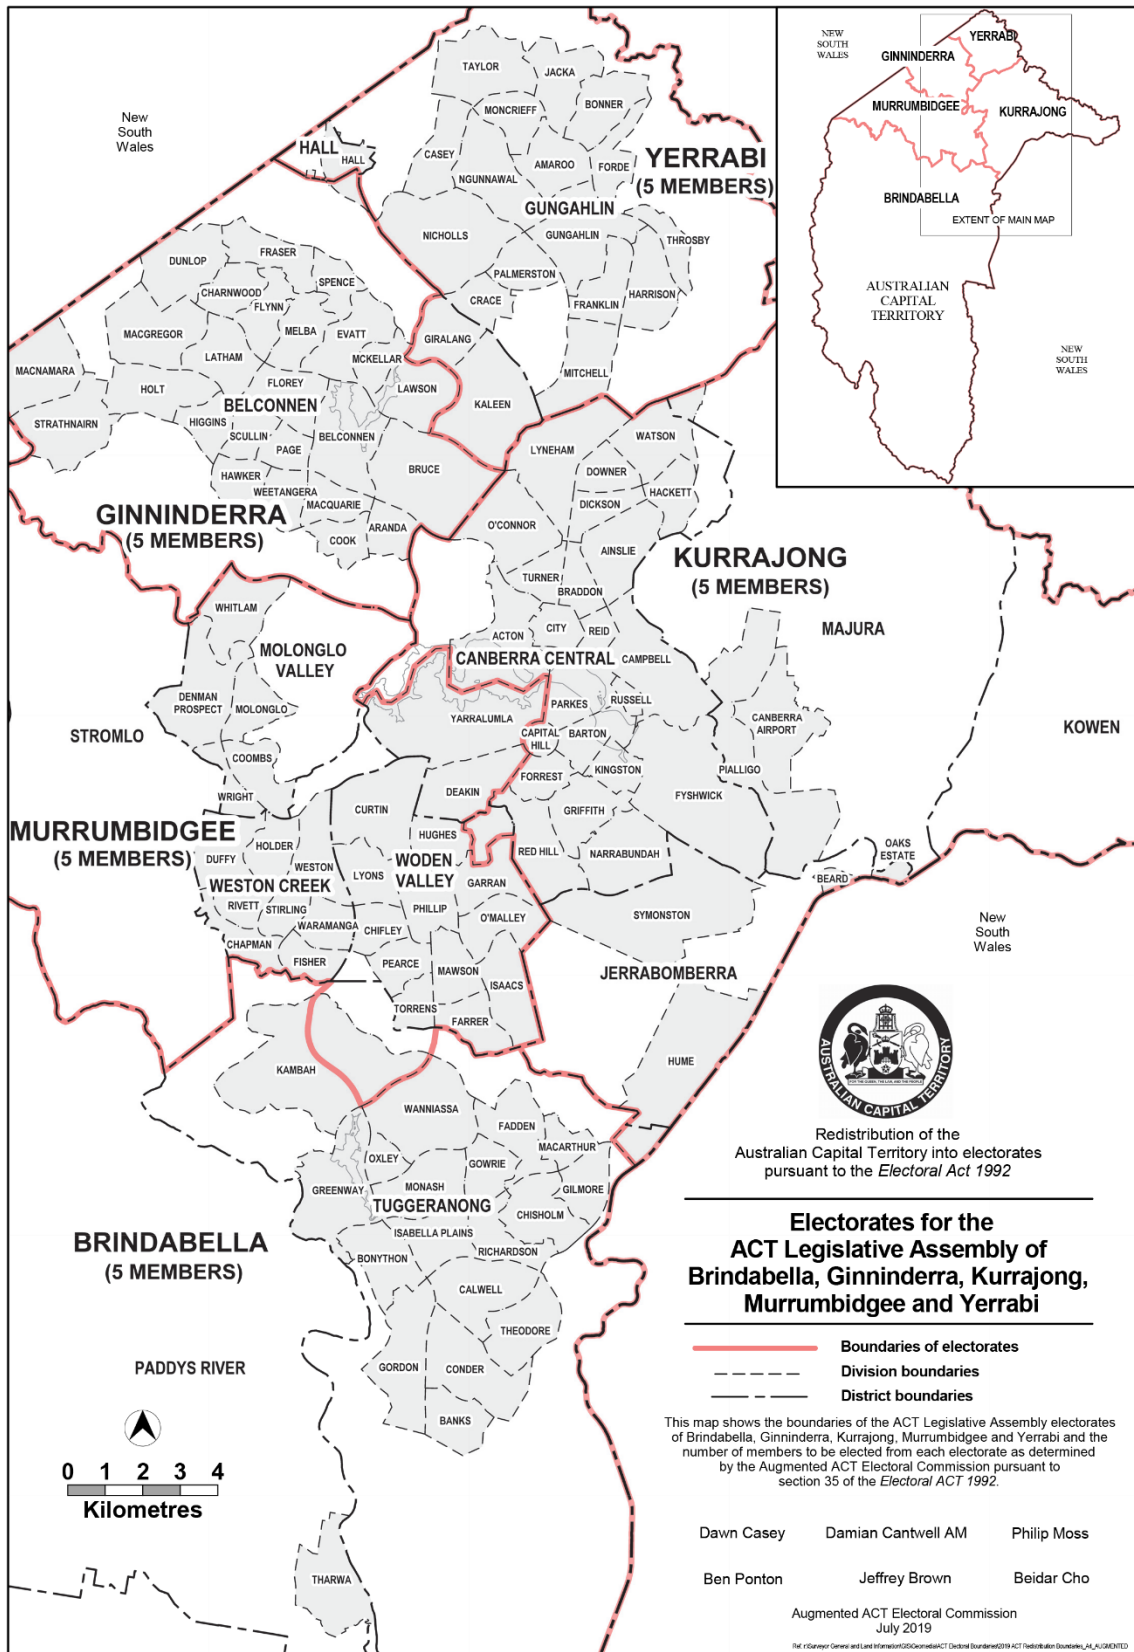 New
South
Wales
HALL
HALL
TAYLOR
JACKA
MONCRIEFF
BONNER
CASEY
AMAROO
FORDE
NGUNNAWAL
YERRABI
(5 MEMBERS)
GUNGAHLIN
NICHOLLS
GUNGAHLIN
THROSBY
PALMERSTON
CRACE
FRANKLIN
HARRISON
MITCHELL
GIRALANG
KALEEN
DUNLOP
FRASER
SPENCE
CHARNWOOD
FLYNN
MACGREGOR
MELBA
EVATT
LATHAM
MCKELLAR
MACNAMARA
HOLT
FLOREY
LAWSON
BELCONNEN
STRATHNAIRN
HIGGINS
SCULLIN
PAGE
BELCONNEN
HAWKER
WEETANGERA
BRUCE
MACQUARIE
ARANDA
COOK
GINNINDERRA
(5 MEMBERS)
NEW
SOUTH
WALES
YERRABI
GINNINDERRA
MURRUMBIDGEE
KURRAJONG
BRINDABELLA
EXTENT OF MAIN MAP
AUSTRALIAN
CAPITAL
TERRITORY
NEW
SOUTH
WALES
LYNEHAM
WATSON
DOWNER
HACKETT
DICKSON
O'CONNOR
AINSLIE
KURRAJONG
(5 MEMBERS)
TURNER
BRADDON
CITY
REID
ACTON
CANBERRA CENTRAL
CAMPBELL
MAJURA
KOWEN
WHITLAM
MOLONGLO
VALLEY
DENMAN
PROSPECT
MOLONGLO
STROMLO
COOMBS
WRIGHT
YARRALUMLA
PARKES
RUSSELL
CAPITAL
HILL
BARTON
CANBERRA
AIRPORT
FORREST
KINGSTON
PIALLIGO
FYSHWICK
DEAKIN
GRIFFITH
CURTIN
HUGHES
RED HILL
NARRABUNDAH
OAKS
ESTATE
BEARD
MURRUMBIDGEE
(5 MEMBERS)
HOLDER
DUFFY
WESTON
LYONS
WODEN
VALLEY
GARRAN
WESTON CREEK
RIVETT
STIRLING
PHILLIP
O'MALLEY
WARAMANGA
CHIFLEY
SYMONSTON
CHAPMAN
FISHER
PEARCE
MAWSON
ISAACS
JERRABOMBERRA
TORRENS
FARRER
New
South
Wales
HUME
KAMBAH
WANNIASSA
FADDEN
MACARTHUR
OXLEY
GOWRIE
GREENWAY
MONASH
GILMORE
TUGGERANONG
CHISHOLM
ISABELLA PLAINS
RICHARDSON
BONYTHON
CALWELL
THEODORE
GORDON
CONDER
BANKS
BRINDABELLA
(5 MEMBERS)
PADDYS RIVER
THARWA
0 1 2 3 4
Kilometres
AUSTRALIAN CAPITAL TERRITORY
FOR THE QUEEN, THE LAW, AND THE PEOPLE
Redistribution of the
Australian Capital Territory into electorates
pursuant to the Electoral Act 1992
Electorates for the
ACT Legislative Assembly of
Brindabella, Ginninderra, Kurrajong,
Murrumbidgee and Yerrabi
Boundaries of electorates
Division boundaries
District boundaries
This map shows the boundaries of the ACT Legislative Assembly electorates
of Brindabella, Ginninderra, Kurrajong, Murrumbidgee and Yerrabi and the
number of members to be elected from each electorate as determined
by the Augmented ACT Electoral Commission pursuant to
section 35 of the Electoral ACT 1992.
Dawn Casey Damian Cantwell AM Philip Moss
Ben Ponton Jeffrey Brown Beidar Cho
Augmented ACT Electoral Commission
July 2019